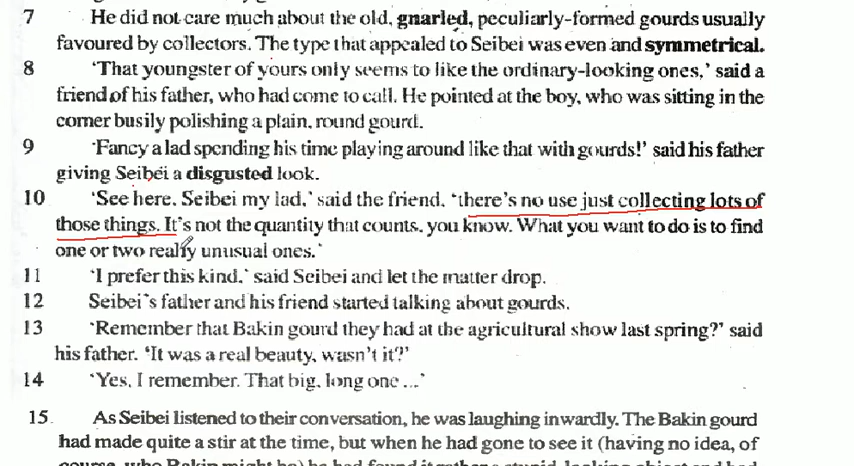 7 He did not care much about the old, gnarled, peculiarly-formed gourds usually
favoured by collectors. The type that appealed to Seibei was even and symmetrical.
8 'That youngster of yours only seems to like the ordinary-looking ones,' said a
friend of his father, who had come to call. He pointed at the boy, who was sitting in the
corner busily polishing a plain, round gourd.
9 'Fancy a lad spending his time playing around like that with gourds!' said his father
giving Seibei a disgusted look.
10 'See here. Seibei my lad,' said the friend, 'there's no use just collecting lots of
those things. It's not the quantity that counts, you know. What you want to do is to find
one or two really unusual ones.'
11 'I prefer this kind,' said Seibei and let the matter drop.
12 Seibei's father and his friend started talking about gourds.
13 'Remember that Bakin gourd they had at the agricultural show last spring?' said
his father. 'It was a real beauty, wasn't it?'
14 'Yes, I remember. That big, long one ...'
15. As Seibei listened to their conversation, he was laughing inwardly. The Bakin gourd
had made quite a stir at the time, but when he had gone to see it (having no idea, of
course, who Bakin might be) he had found it rather a stupid-looking object and had